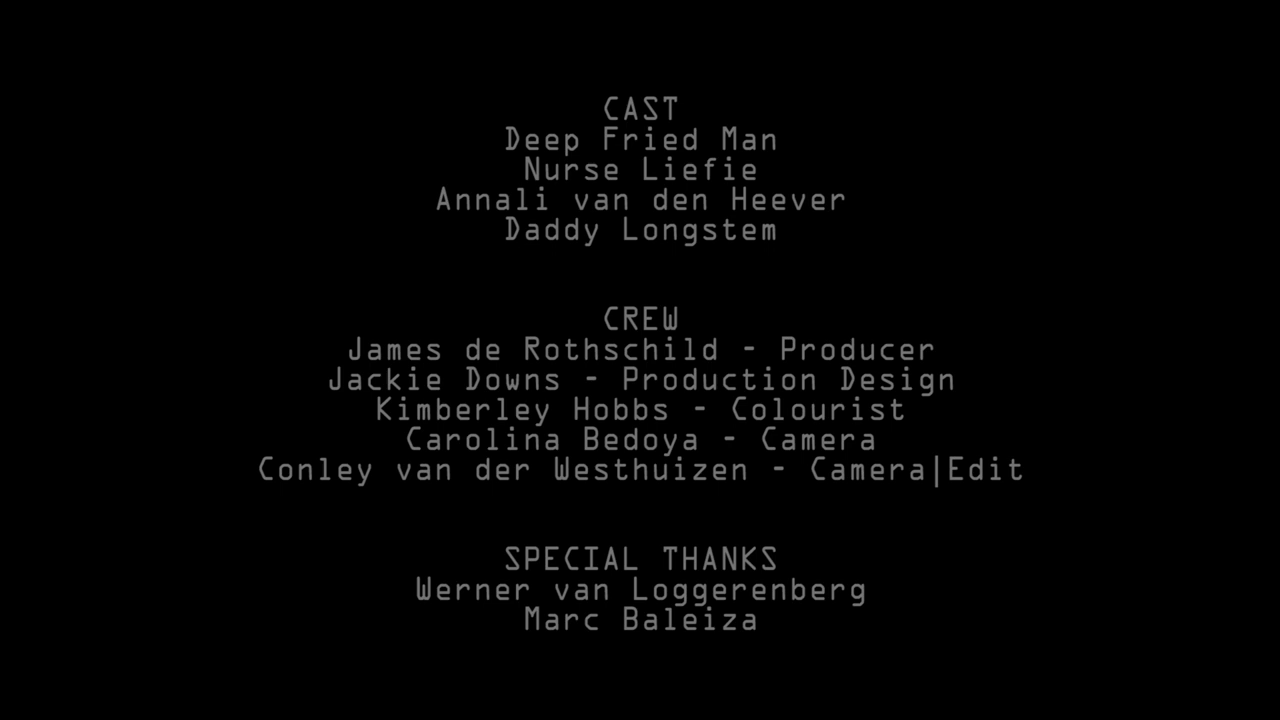 CAST
Deep Fried Man
Nurse Liefie
Annali van den Heever
Daddy Longstem
CREW
James de Rothschild - Producer
Jackie Downs - Production Design
Kimberley Hobbs - Colourist
Carolina Bedoya - Camera
Conley van der Westhuizen - Camera|Edit
SPECIAL THANKS
Werner van Loggerenberg
Marc Baleiza